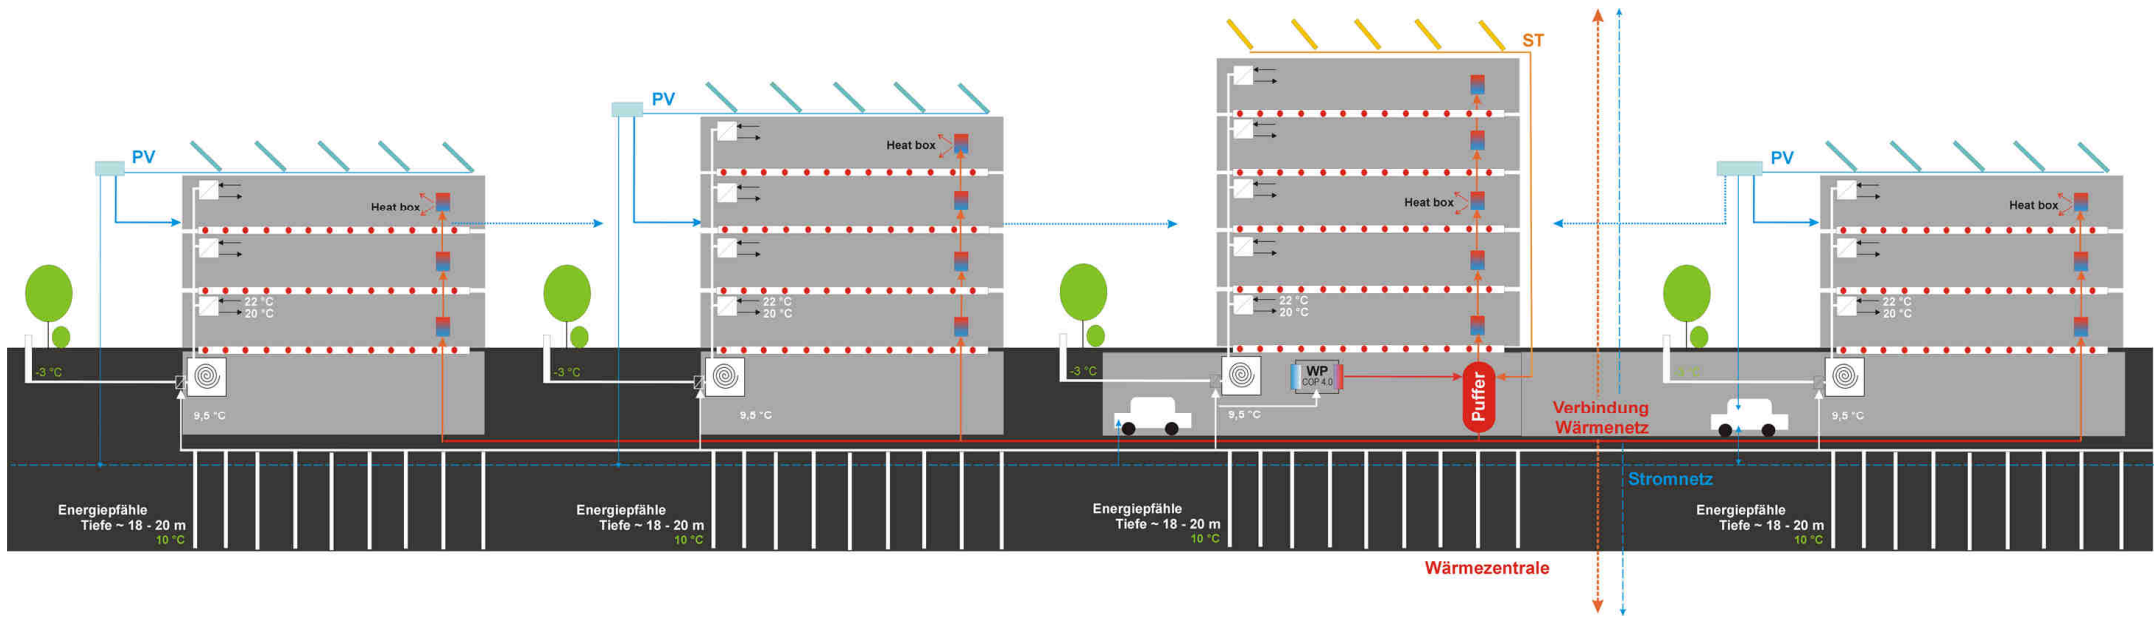 ST
PV
PV
PV
Heat box
Heat box
Heat box
Heat box
22 °C
20 °C
22 °C
20 °C
22 °C
20 °C
22 °C
20 °C
-3 °C
-3 °C
-3 °C
WP
COP 4.0
Puffer
9,5 °C
9,5 °C
9,5 °C
9,5 °C
Verbindung
Wärmenetz
Stromnetz
Energiepfähle
Tiefe ~ 18 - 20 m
10 °C
Energiepfähle
Tiefe ~ 18 - 20 m
10 °C
Energiepfähle
Tiefe ~ 18 - 20 m
10 °C
Energiepfähle
Tiefe ~ 18 - 20 m
10 °C
Wärmezentrale